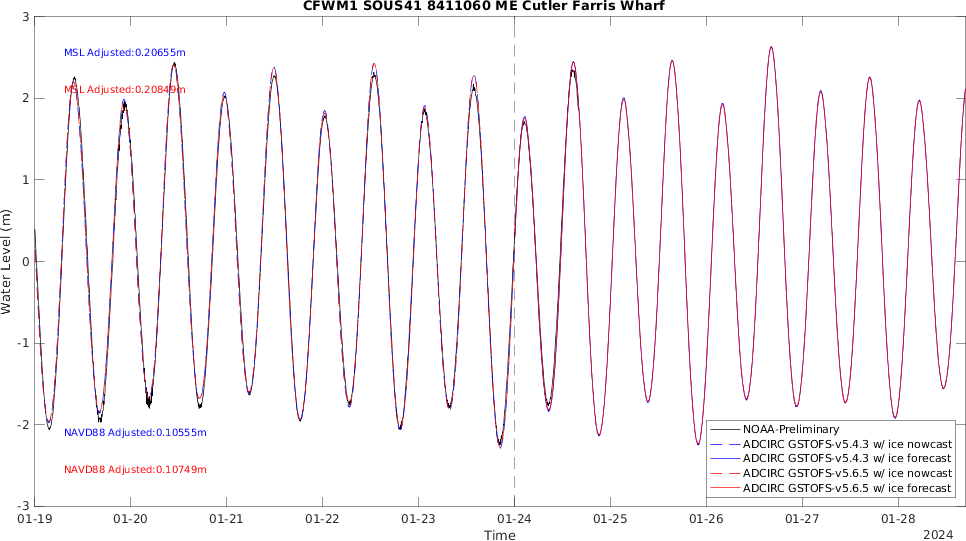 CFWM1 SOUS41 8411060 ME Cutler Farris Wharf
3
MSL Adjusted:0.20655m
MSL Adjusted:0.20849m
2
1
Water Level (m)
0
-1
-2
NAVD88 Adjusted:0.10555m
NAVD88 Adjusted:0.10749m
-3
NOAA-Preliminary
ADCIRC GSTOFS-v5.4.3 w/ ice nowcast
ADCIRC GSTOFS-v5.4.3 w/ ice forecast
ADCIRC GSTOFS-v5.6.5 w/ ice nowcast
ADCIRC GSTOFS-v5.6.5 w/ ice forecast
01-19 01-20 01-21 01-22 01-23 01-24 01-25 01-26 01-27 01-28
Time
2024